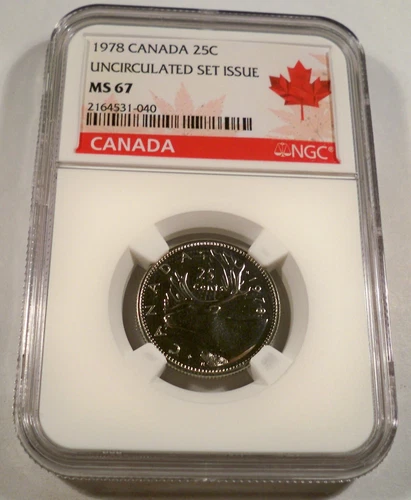 1978 CANADA 25C
UNCIRCULATED SET ISSUE
MS 67
2164531-040
CANADA
NGC®
25
CENTS
CANADA
1978